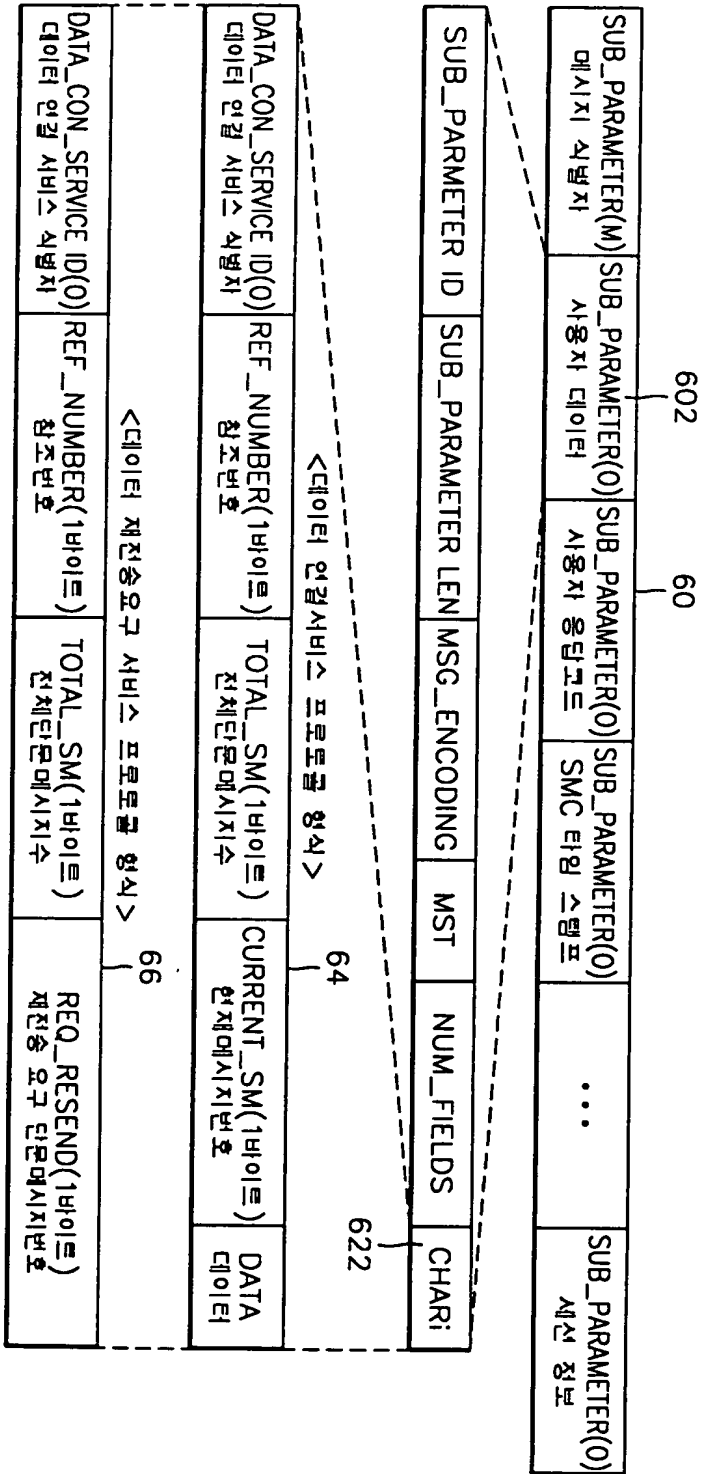 602
60
SUB_PARAMETER(M)
메시지 식별자
SUB_PARAMETER(O)
사용자 데이터
SUB_PARAMETER(O)
사용자 응답코드
SUB_PARAMETER(O)
SMC 타임 스탬프
• • •
SUB_PARAMETER(O)
세션 정보
SUB_PARMETER ID
SUB_PARAMETER LEN
MSG_ENCODING
MST
NUM_FIELDS
CHARi
622
<데이터 연결서비스 프로토콜 형식>
64
DATA_CON_SERVICE ID(O)
데이터 연결 서비스 식별자
REF_NUMBER(1바이트)
참조번호
TOTAL_SM(1바이트)
전체단문메시지수
CURRENT_SM(1바이트)
현재메시지번호
DATA
데이터
<데이터 재전송요구 서비스 프로토콜 형식>
66
DATA_CON_SERVICE ID(O)
데이터 연결 서비스 식별자
REF_NUMBER(1바이트)
참조번호
TOTAL_SM(1바이트)
전체단문메시지수
REQ_RESEND(1바이트)
재전송 요구 단문메시지번호